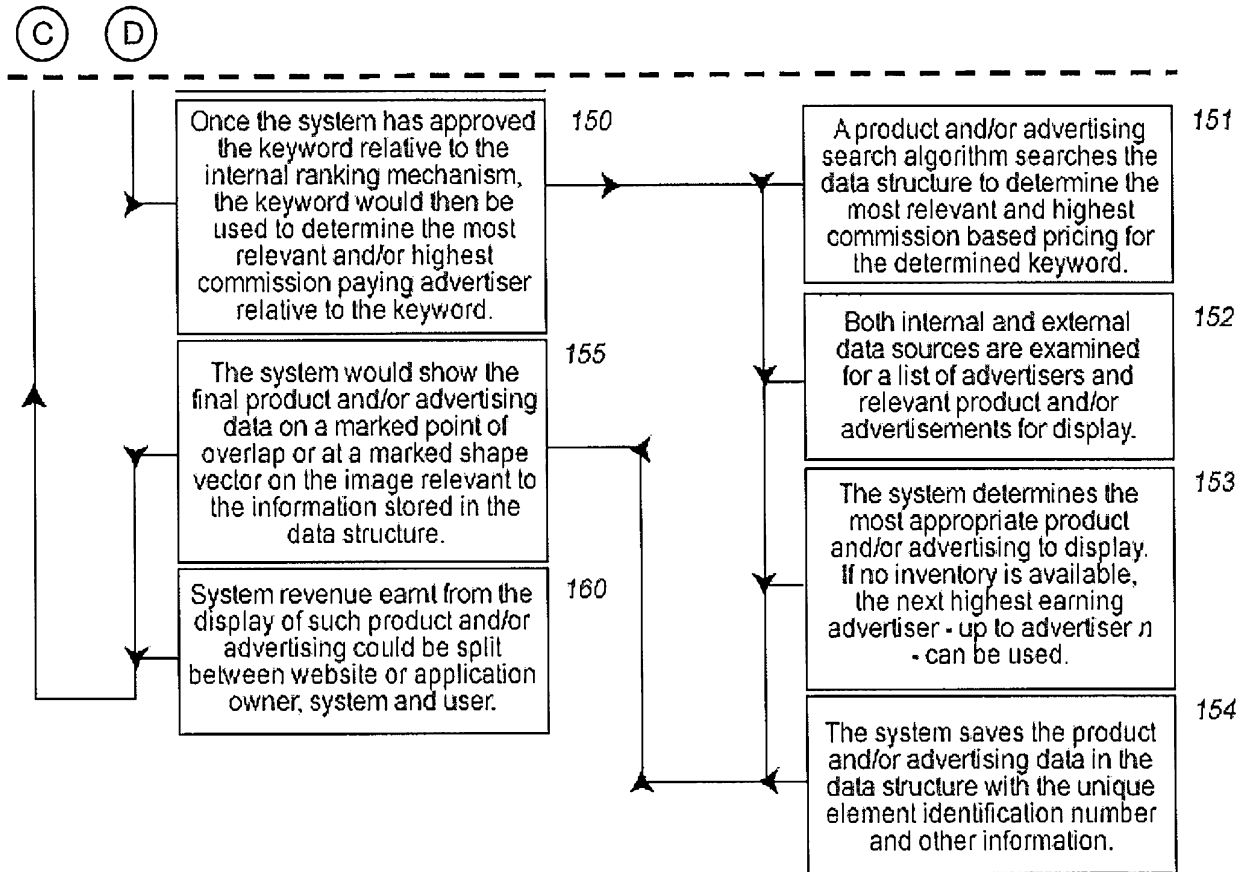 C D
Once the system has approved
the keyword relative to the
internal ranking mechanism,
the keyword would then be
used to determine the most
relevant and/or highest
commission paying advertiser
relative to the keyword.
150
A product and/or advertising
search algorithm searches the
data structure to determine the
most relevant and highest
commission based pricing for
the determined keyword.
151
Both internal and external
data sources are examined
for a list of advertisers and
relevant product and/or
advertisements for display.
152
The system determines the
most appropriate product
and/or advertising to display.
If no inventory is available,
the next highest earning
advertiser - up to advertiser n
- can be used.
153
The system saves the product
and/or advertising data in the
data structure with the unique
element identification number
and other information.
154
The system would show the
final product and/or advertising
data on a marked point of
overlap or at a marked shape
vector on the image relevant to
the information stored in the
data structure.
155
System revenue earnt from the
display of such product and/or
advertising could be split
between website or application
owner, system and user.
160